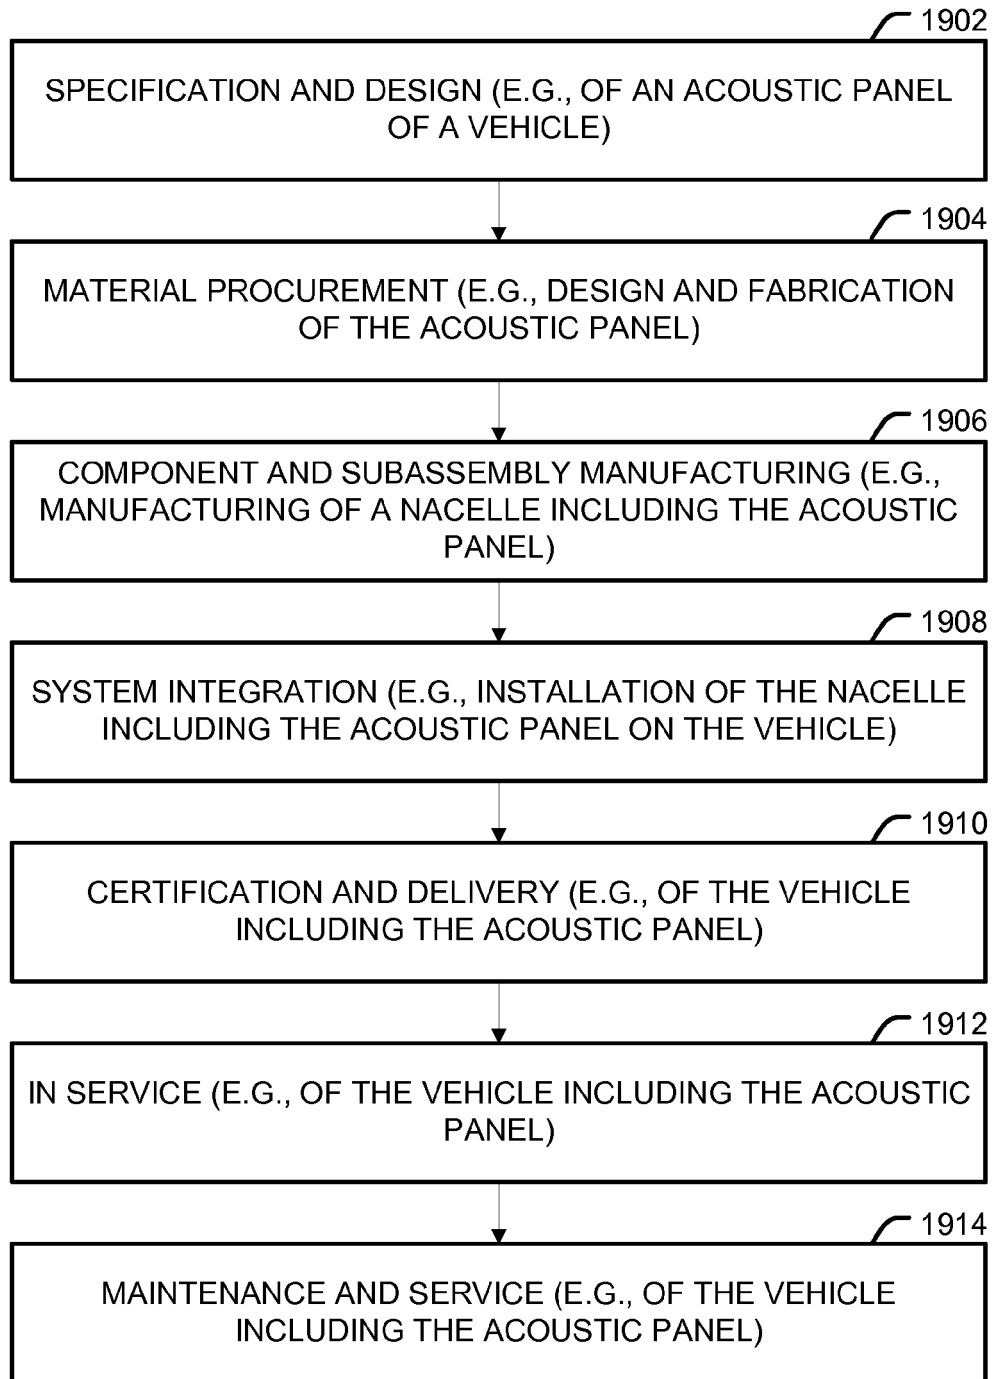 1902
SPECIFICATION AND DESIGN (E.G., OF AN ACOUSTIC PANEL
OF A VEHICLE)
1904
MATERIAL PROCUREMENT (E.G., DESIGN AND FABRICATION
OF THE ACOUSTIC PANEL)
1906
COMPONENT AND SUBASSEMBLY MANUFACTURING (E.G.,
MANUFACTURING OF A NACELLE INCLUDING THE ACOUSTIC
PANEL)
1908
SYSTEM INTEGRATION (E.G., INSTALLATION OF THE NACELLE
INCLUDING THE ACOUSTIC PANEL ON THE VEHICLE)
1910
CERTIFICATION AND DELIVERY (E.G., OF THE VEHICLE
INCLUDING THE ACOUSTIC PANEL)
1912
IN SERVICE (E.G., OF THE VEHICLE INCLUDING THE ACOUSTIC
PANEL)
1914
MAINTENANCE AND SERVICE (E.G., OF THE VEHICLE
INCLUDING THE ACOUSTIC PANEL)